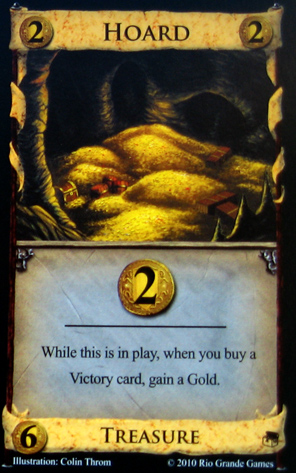 2 HOARD 2
2
While this is in play, when you buy a
Victory card, gain a Gold.
6 TREASURE
Illustration: Colin Throm © 2010 Rio Grande Games